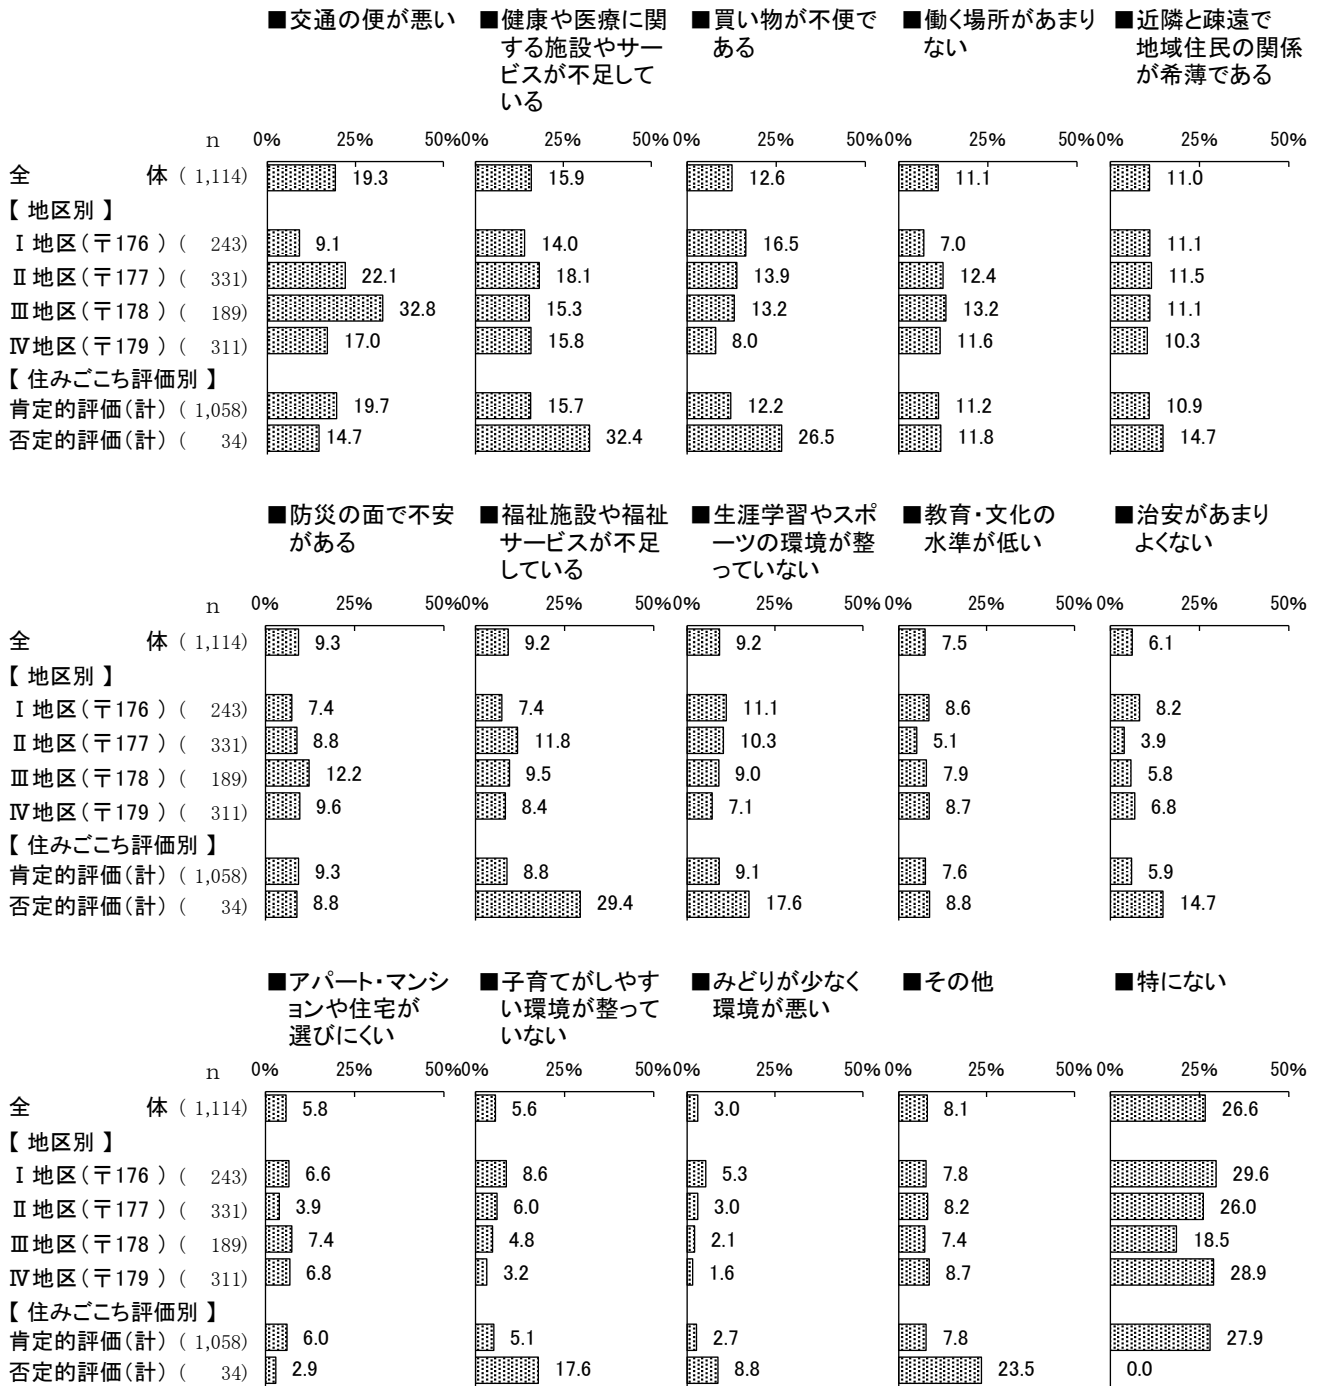 ■交通の便が悪い ■健康や医療に関する施設やサービスが不足している ■買い物が不便である ■働く場所があまりない ■近隣と疎遠で地域住民の関係が希薄である
n 0% 25% 50% 0% 25% 50% 0% 25% 50% 0% 25% 50% 0% 25% 50%
全体 ( 1,114) 19.3 15.9 12.6 11.1 11.0
【 地区別 】
Ⅰ地区(〒176 ) ( 243) 9.1 14.0 16.5 7.0 11.1
Ⅱ地区(〒177 ) ( 331) 22.1 18.1 13.9 12.4 11.5
Ⅲ地区(〒178 ) ( 189) 32.8 15.3 13.2 13.2 11.1
Ⅳ地区(〒179 ) ( 311) 17.0 15.8 8.0 11.6 10.3
【 住みごこち評価別 】
肯定的評価(計) ( 1,058) 19.7 15.7 12.2 11.2 10.9
否定的評価(計) ( 34) 14.7 32.4 26.5 11.8 14.7
■防災の面で不安がある ■福祉施設や福祉サービスが不足している ■生涯学習やスポーツの環境が整っていない ■教育・文化の水準が低い ■治安があまりよくない
n 0% 25% 50% 0% 25% 50% 0% 25% 50% 0% 25% 50% 0% 25% 50%
全体 ( 1,114) 9.3 9.2 9.2 7.5 6.1
【 地区別 】
Ⅰ地区(〒176 ) ( 243) 7.4 7.4 11.1 8.6 8.2
Ⅱ地区(〒177 ) ( 331) 8.8 11.8 10.3 5.1 3.9
Ⅲ地区(〒178 ) ( 189) 12.2 9.5 9.0 7.9 5.8
Ⅳ地区(〒179 ) ( 311) 9.6 8.4 7.1 8.7 6.8
【 住みごこち評価別 】
肯定的評価(計) ( 1,058) 9.3 8.8 9.1 7.6 5.9
否定的評価(計) ( 34) 8.8 29.4 17.6 8.8 14.7
■アパート・マンションや住宅が選びにくい ■子育てがしやすい環境が整っていない ■みどりが少なく環境が悪い ■その他 ■特にない
n 0% 25% 50% 0% 25% 50% 0% 25% 50% 0% 25% 50% 0% 25% 50%
全体 ( 1,114) 5.8 5.6 3.0 8.1 26.6
【 地区別 】
Ⅰ地区(〒176 ) ( 243) 6.6 8.6 5.3 7.8 29.6
Ⅱ地区(〒177 ) ( 331) 3.9 6.0 3.0 8.2 26.0
Ⅲ地区(〒178 ) ( 189) 7.4 4.8 2.1 7.4 18.5
Ⅳ地区(〒179 ) ( 311) 6.8 3.2 1.6 8.7 28.9
【 住みごこち評価別 】
肯定的評価(計) ( 1,058) 6.0 5.1 2.7 7.8 27.9
否定的評価(計) ( 34) 2.9 17.6 8.8 23.5 0.0